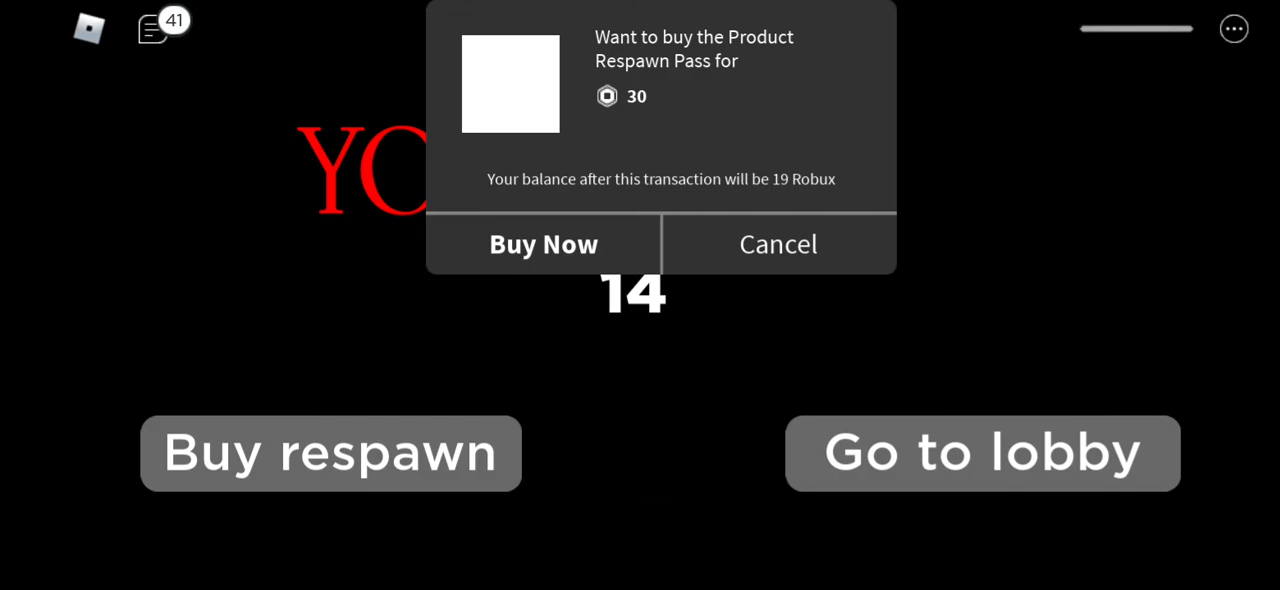 41
Want to buy the Product
Respawn Pass for
30
Your balance after this transaction will be 19 Robux
Buy Now
Cancel
14
Buy respawn
Go to lobby